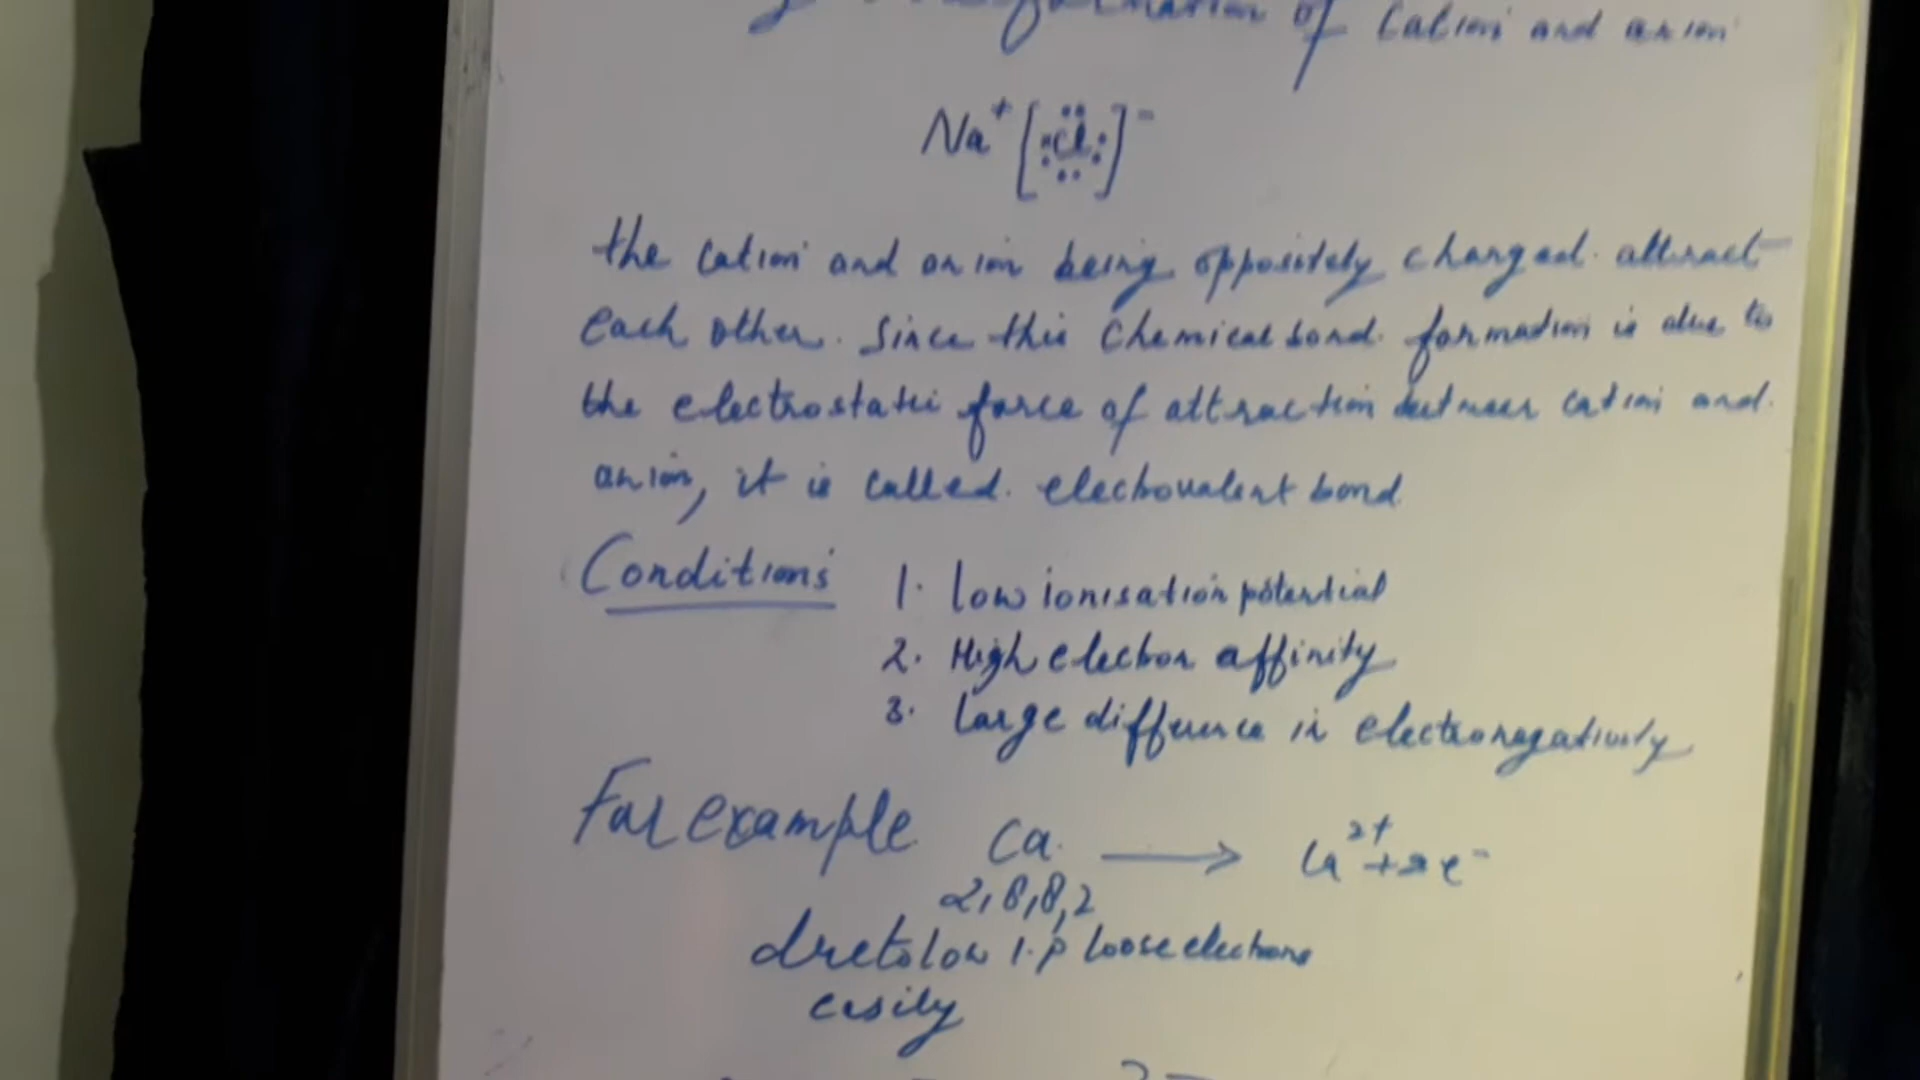 formation of Cation and anion
Na⁺ [:Cl:]⁻
the Cation and anion being oppositely charged attract
each other. Since this Chemical bond formation is due to
the electrostatic force of attraction between cation and
anion, it is called electrovalent bond
Conditions 1. Low ionisation potential
2. High electron affinity
3. Large difference in electronegativity
For example Ca → Ca²⁺ + 2e⁻
2,8,8,2
due to low I.P loose electrons
easily